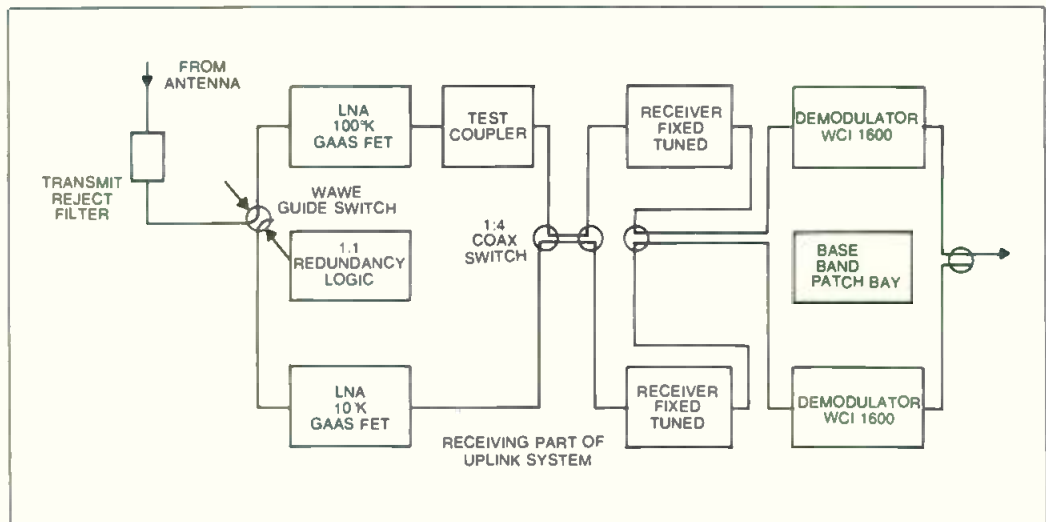 FROM
ANTENNA
TRANSMIT
REJECT
FILTER
LNA
100°K
GAAS FET
TEST
COUPLER
WAWE
GUIDE SWITCH
1.1
REDUNDANCY
LOGIC
LNA
10°K
GAAS FET
1:4
COAX
SWITCH
RECEIVER
FIXED
TUNED
RECEIVER
FIXED
TUNED
DEMODULATOR
WCI 1600
BASE
BAND
PATCH BAY
DEMODULATOR
WCI 1600
RECEIVING PART OF
UPLINK SYSTEM